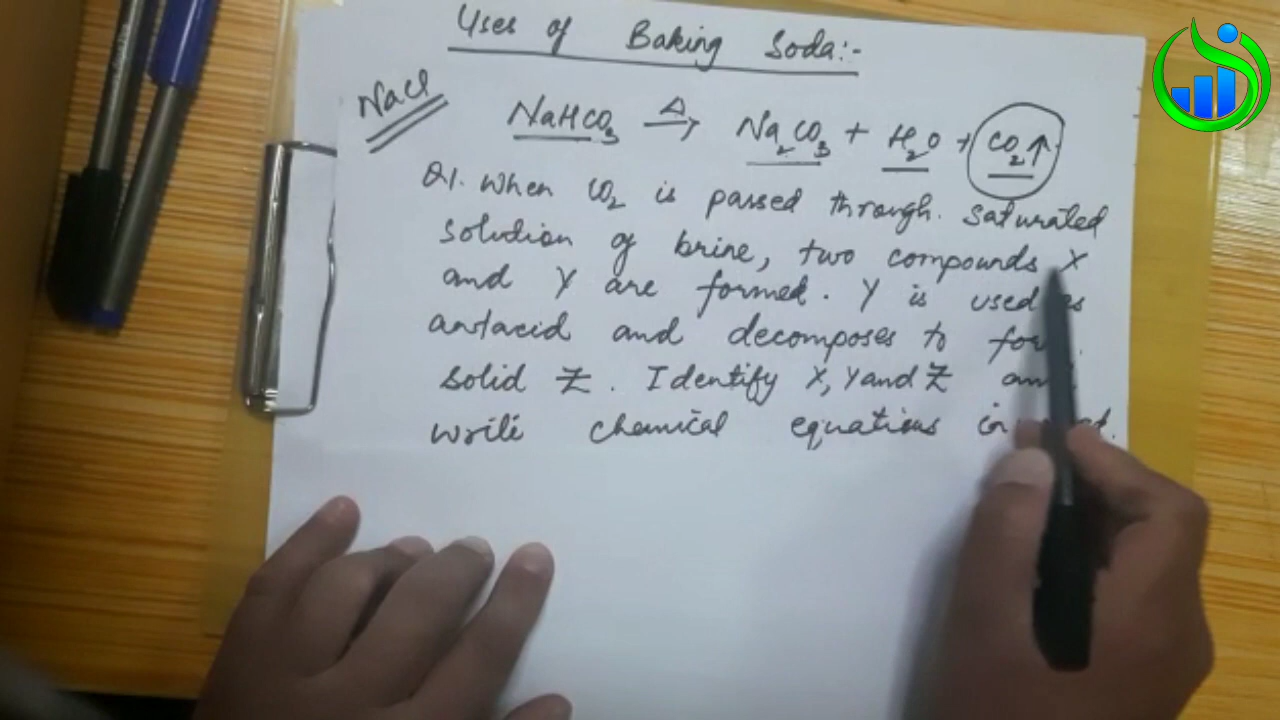 Uses of Baking Soda:-
NaCl
NaHCO₃ →(Δ) Na₂CO₃ + H₂O + CO₂↑
Q1. When CO₂ is passed through. Saturated
solution of brine, two compounds X
and Y are formed. Y is used
antacid and decomposes to
solid Z. Identify X, Y and Z
write chemical equations